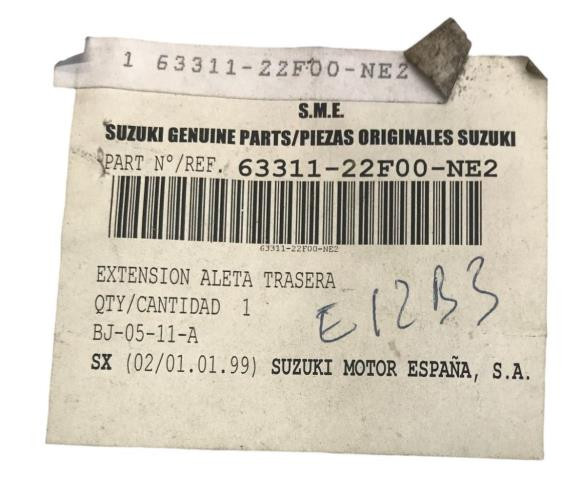 1 63311-22F00-NE2
S.M.E.
SUZUKI GENUINE PARTS/PIEZAS ORIGINALES SUZUKI
PART Nº/REF. 63311-22F00-NE2
63311-22F00-NE2
EXTENSION ALETA TRASERA
QTY/CANTIDAD 1
E12B3
BJ-05-11-A
SX (02/01.01.99) SUZUKI MOTOR ESPAÑA, S.A.